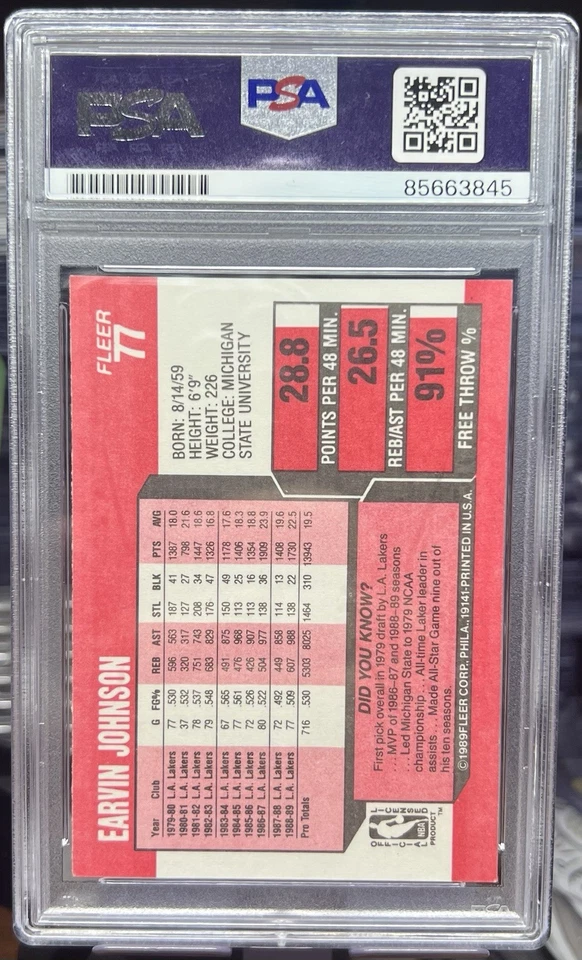 PSA
PSA
85663845
EARVIN JOHNSON
FLEER
77
Year Club G FG% REB AST STL BLK PTS AVG
1979-80 L.A. Lakers 77 .530 596 563 187 41 1387 18.0
1980-81 L.A. Lakers 37 .532 320 317 127 27 798 21.6
1981-82 L.A. Lakers 78 .537 751 743 208 34 1447 18.6
1982-83 L.A. Lakers 79 .548 683 829 176 47 1326 16.8
1983-84 L.A. Lakers 67 .565 491 875 150 49 1178 17.6
1984-85 L.A. Lakers 77 .561 476 968 113 25 1406 18.3
1985-86 L.A. Lakers 72 .526 426 907 113 16 1354 18.8
1986-87 L.A. Lakers 80 .522 504 977 138 36 1909 23.9
1987-88 L.A. Lakers 72 .492 449 858 114 13 1408 19.6
1988-89 L.A. Lakers 77 .509 607 988 138 22 1730 22.5
Pro Totals 716 .530 5303 8025 1464 310 13943 19.5
BORN: 8/14/59
HEIGHT: 6'9"
WEIGHT: 226
COLLEGE: MICHIGAN
STATE UNIVERSITY
28.8
POINTS PER 48 MIN.
26.5
REB/AST PER 48 MIN.
91%
FREE THROW %
DID YOU KNOW?
First pick overall in 1979 draft by L.A. Lakers
. . . MVP of 1986-87 and 1988-89 seasons
. . . Led Michigan State to 1979 NCAA
championship . . . All-time Laker leader in
assists . . . Made All-Star Game nine out of
his ten seasons.
OFFICIAL
LICENSED
NBA
PRODUCT™
©1989 FLEER CORP., PHILA., 19141-PRINTED IN U.S.A.